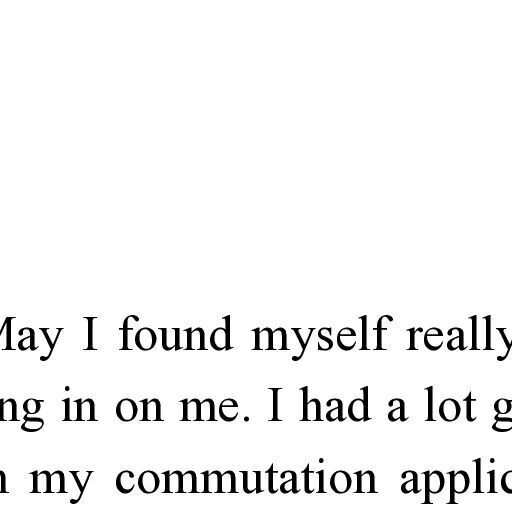 May I found myself really
ng in on me. I had a lot g
n my commutation applic